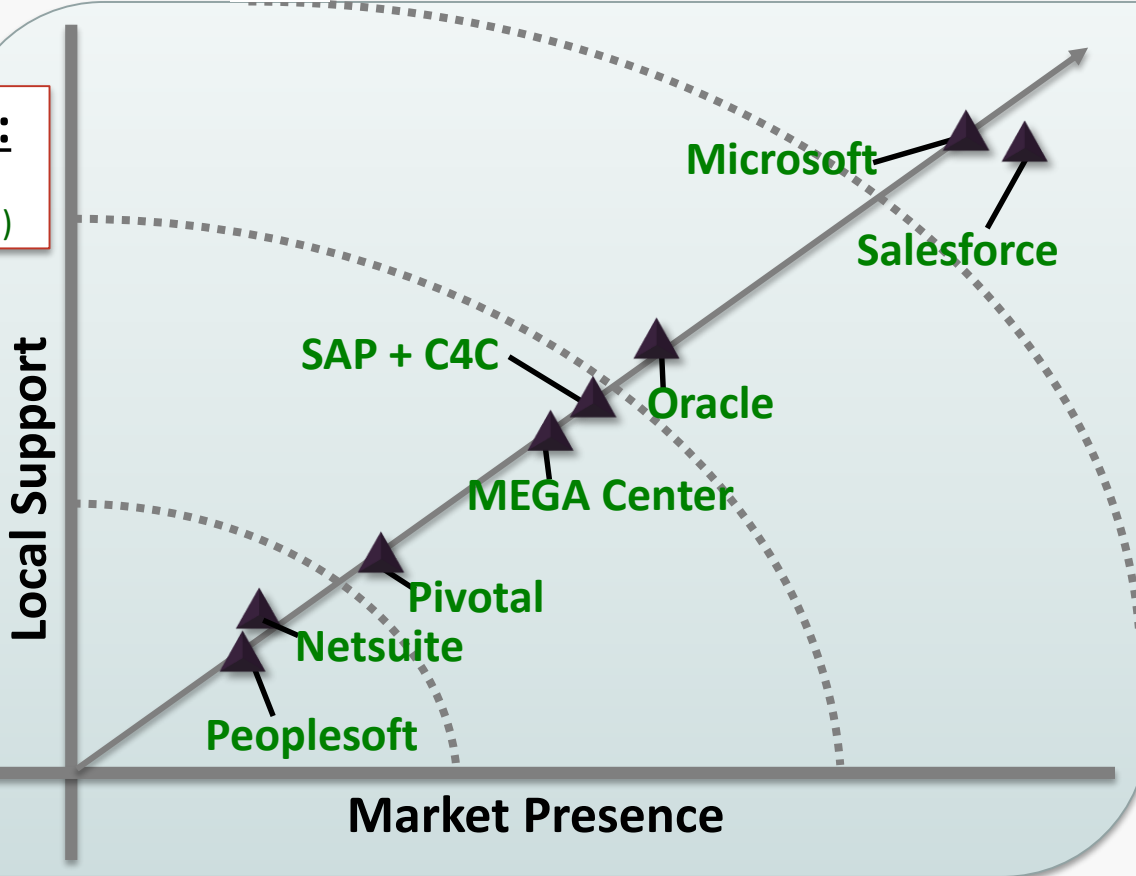 :
)
Microsoft
Salesforce
SAP + C4C
Oracle
MEGA Center
Pivotal
Netsuite
Peoplesoft
Local Support
Market Presence